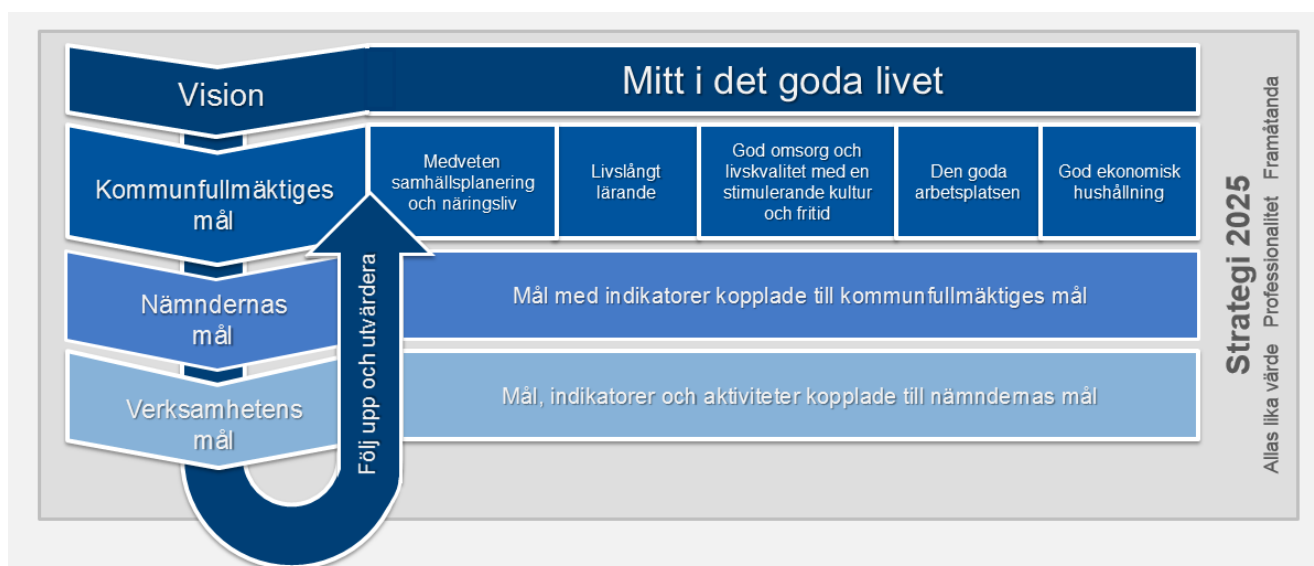 Vision
Mitt i det goda livet
Kommunfullmäktiges
mål
Medveten
samhällsplanering
och näringsliv
Livslångt
lärande
God omsorg och
livskvalitet med en
stimulerande kultur
och fritid
Den goda
arbetsplatsen
God ekonomisk
hushållning
Nämndernas
mål
Mål med indikatorer kopplade till kommunfullmäktiges mål
Verksamhetens
mål
Mål, indikatorer och aktiviteter kopplade till nämndernas mål
Följ upp och utvärdera
Strategi 2025
Allas lika värde Professionalitet Framåtanda